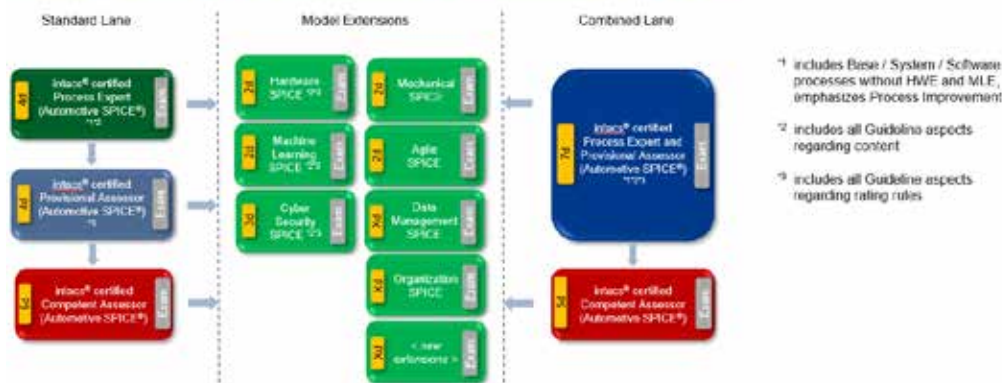 Standard Lane
Model Extensions
Combined Lane
4d
intacs® certified
Process Expert
(Automotive SPICE®)
Exam
4d
intacs® certified
Provisional Assessor
(Automotive SPICE®)
Exam
intacs® certified
Competent Assessor
(Automotive SPICE®)
Exam
2d
Hardware
SPICE
Exam
2d
Machine
Learning
SPICE
Exam
3d
Cyber
Security
SPICE
Exam
2d
Mechanical
SPICE
Exam
2d
Agile
SPICE
Exam
Xd
Data
Management
SPICE
Exam
Xd
Organization
SPICE
Exam
Xd
< new
extensions >
Exam
7d
intacs® certified
Process Expert and
Provisional Assessor
(Automotive SPICE®)
Exam
5d
intacs® certified
Competent Assessor
(Automotive SPICE®)
Exam
*1 includes Base / System / Software
processes without HWE and MLE,
emphasizes Process Improvement
*2 includes all Guideline aspects
regarding content
*3 includes all Guideline aspects
regarding rating rules